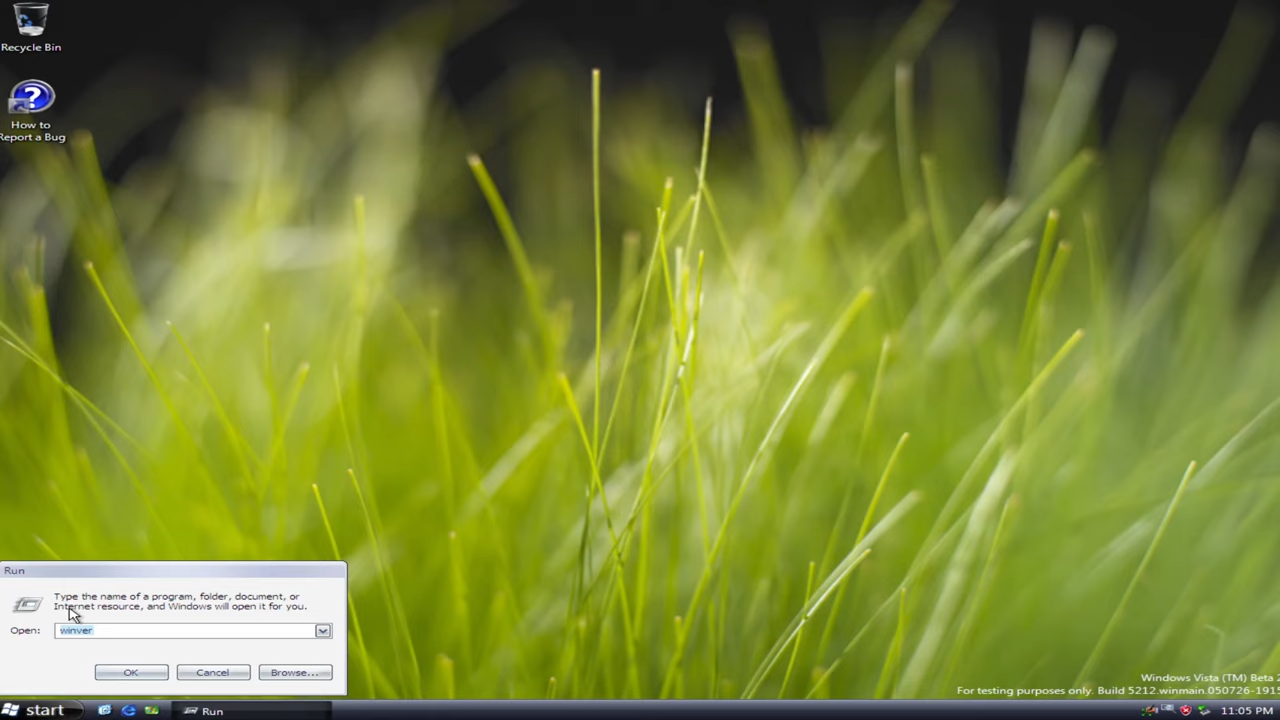 Recycle Bin
How to
Report a Bug
Run
Type the name of a program, folder, document, or
Internet resource, and Windows will open it for you.
Open:
winver
OK
Cancel
Browse...
Windows Vista (TM) Beta 2
For testing purposes only. Build 5212.winmain.050726-191
start
Run
11:05 PM